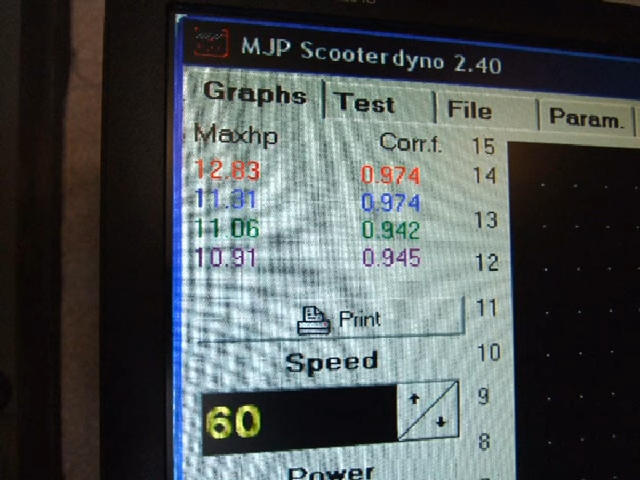 MJP Scooterdyno 2.40
Graphs Test File Param.
Maxhp Corr.f.
12.83 0.974
11.31 0.974
11.06 0.942
10.91 0.945
Print
Speed
60
Power
15
14
13
12
11
10
9
8